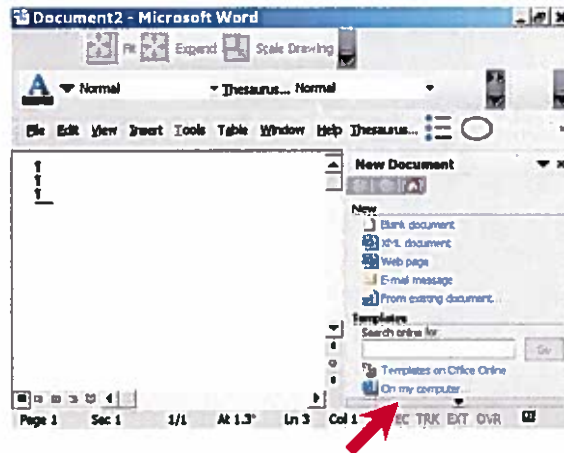 Document2 - Microsoft Word
Fit Expand Scale Drawing
A Normal Thesaurus... Normal
File Edit View Insert Tools Table Window Help Thesaurus...
New Document
New
Blank document
XML document
Web page
E-mail message
From existing document...
Templates
Search online for:
Go
Templates on Office Online
On my computer...
Page 1 Sec 1 1/1 At 1.3" Ln 3 Col 1 EC TRK EXT OVR